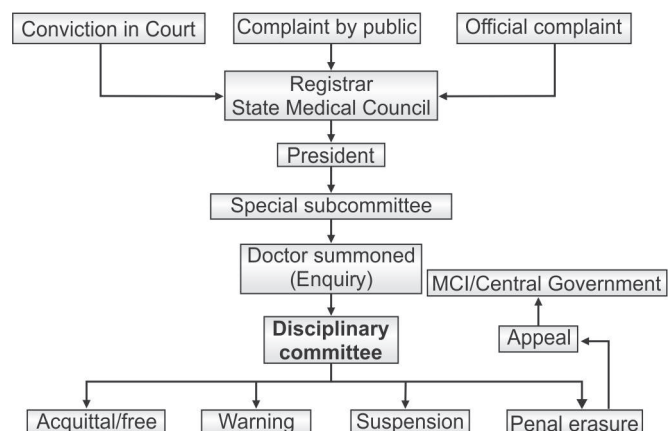 Conviction in Court
Complaint by public
Official complaint
Registrar
State Medical Council
President
Special subcommittee
Doctor summoned
(Enquiry)
MCI/Central Government
Disciplinary
committee
Appeal
Acquittal/free
Warning
Suspension
Penal erasure